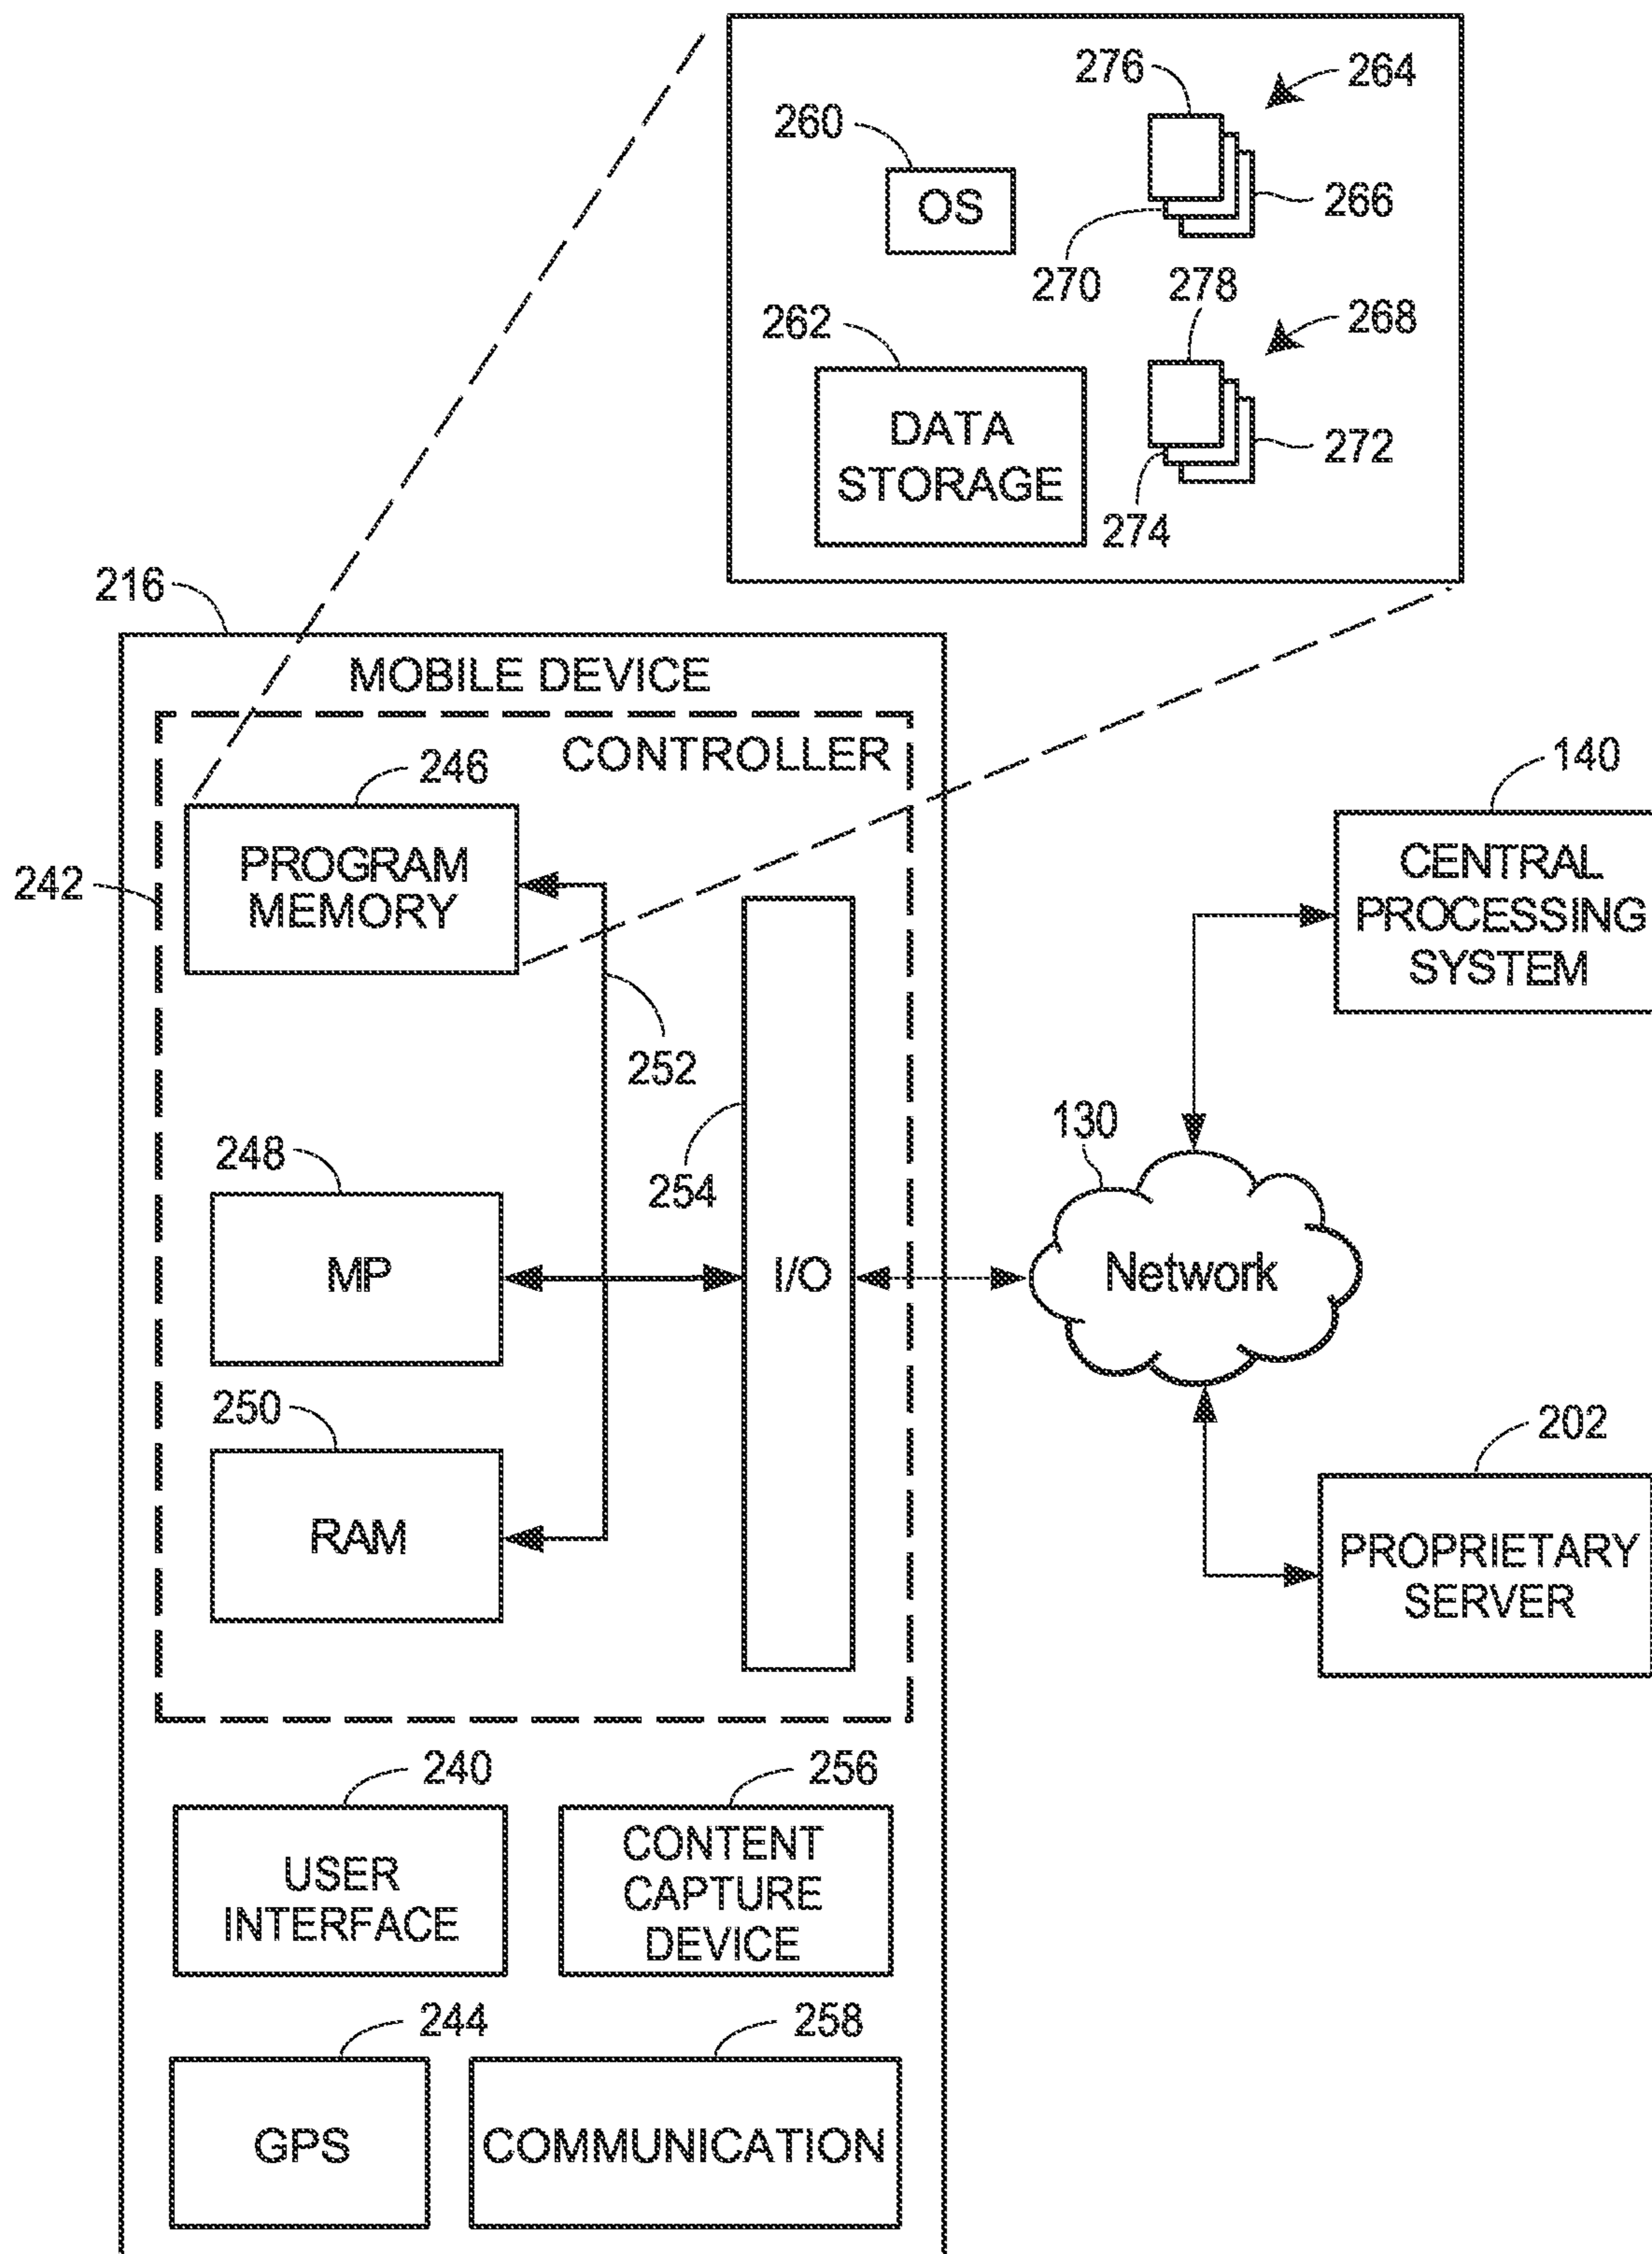 276
264
260
OS
266
270
278
262
268
DATA
STORAGE
272
274
216
MOBILE DEVICE
CONTROLLER
246
140
PROGRAM
MEMORY
242
CENTRAL
PROCESSING
SYSTEM
252
130
248
254
MP
I/O
Network
250
202
RAM
PROPRIETARY
SERVER
240
256
USER
INTERFACE
CONTENT
CAPTURE
DEVICE
244
258
GPS
COMMUNICATION